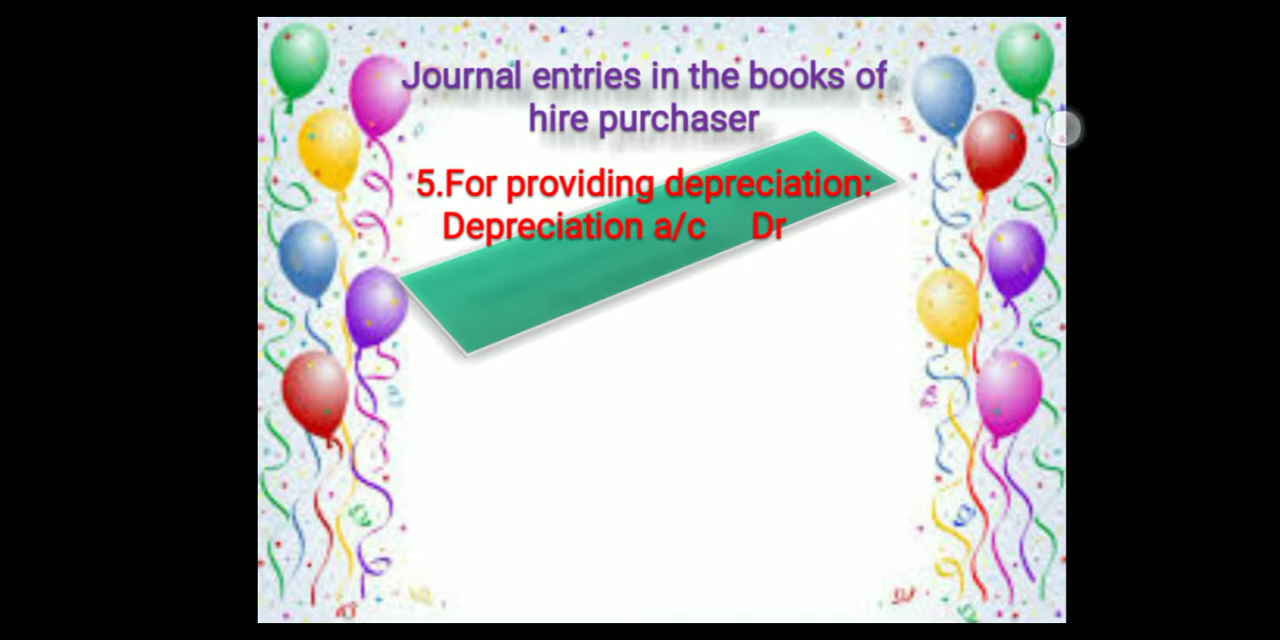 Journal entries in the books of
hire purchaser
5.For providing depreciation:
Depreciation a/c Dr